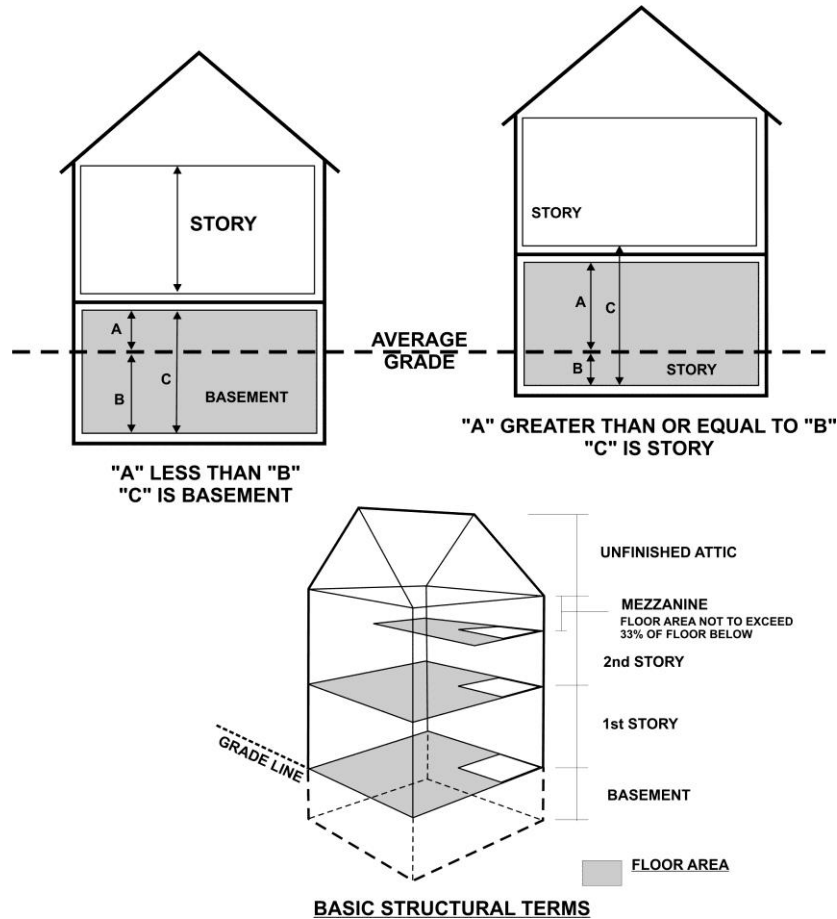 STORY
A
B
C
BASEMENT
"A" LESS THAN "B"
"C" IS BASEMENT
AVERAGE
GRADE
STORY
A
C
B
STORY
"A" GREATER THAN OR EQUAL TO "B"
"C" IS STORY
UNFINISHED ATTIC
MEZZANINE
FLOOR AREA NOT TO EXCEED
33% OF FLOOR BELOW
2nd STORY
1st STORY
GRADE LINE
BASEMENT
FLOOR AREA
BASIC STRUCTURAL TERMS